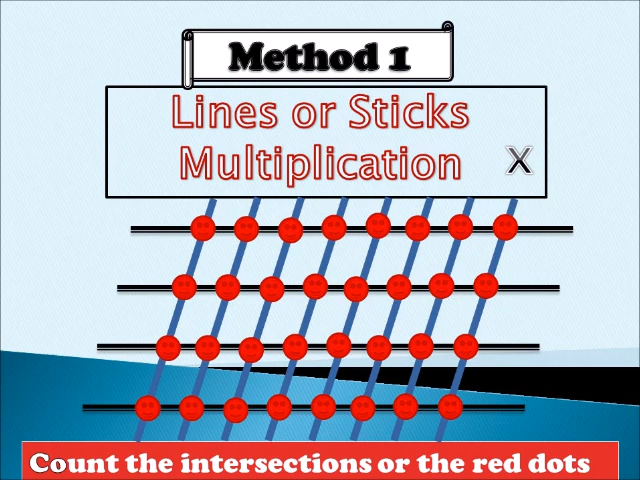 Method 1
Lines or Sticks
Multiplication X
Count the intersections or the red dots